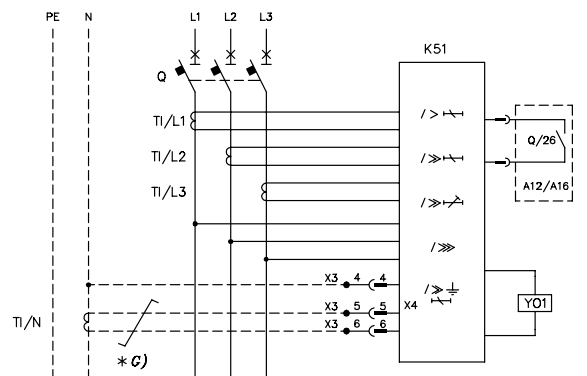 PE N L1 L2 L3
K51
Q
TI/L1
/ >
Q/26
TI/L2
/ ≫
A12/A16
TI/L3
/ ≫
/ ⋙
X3 4 4
/ ≫
X3 5 5 X4
YO1
TI/N
X3 6 6
*G)